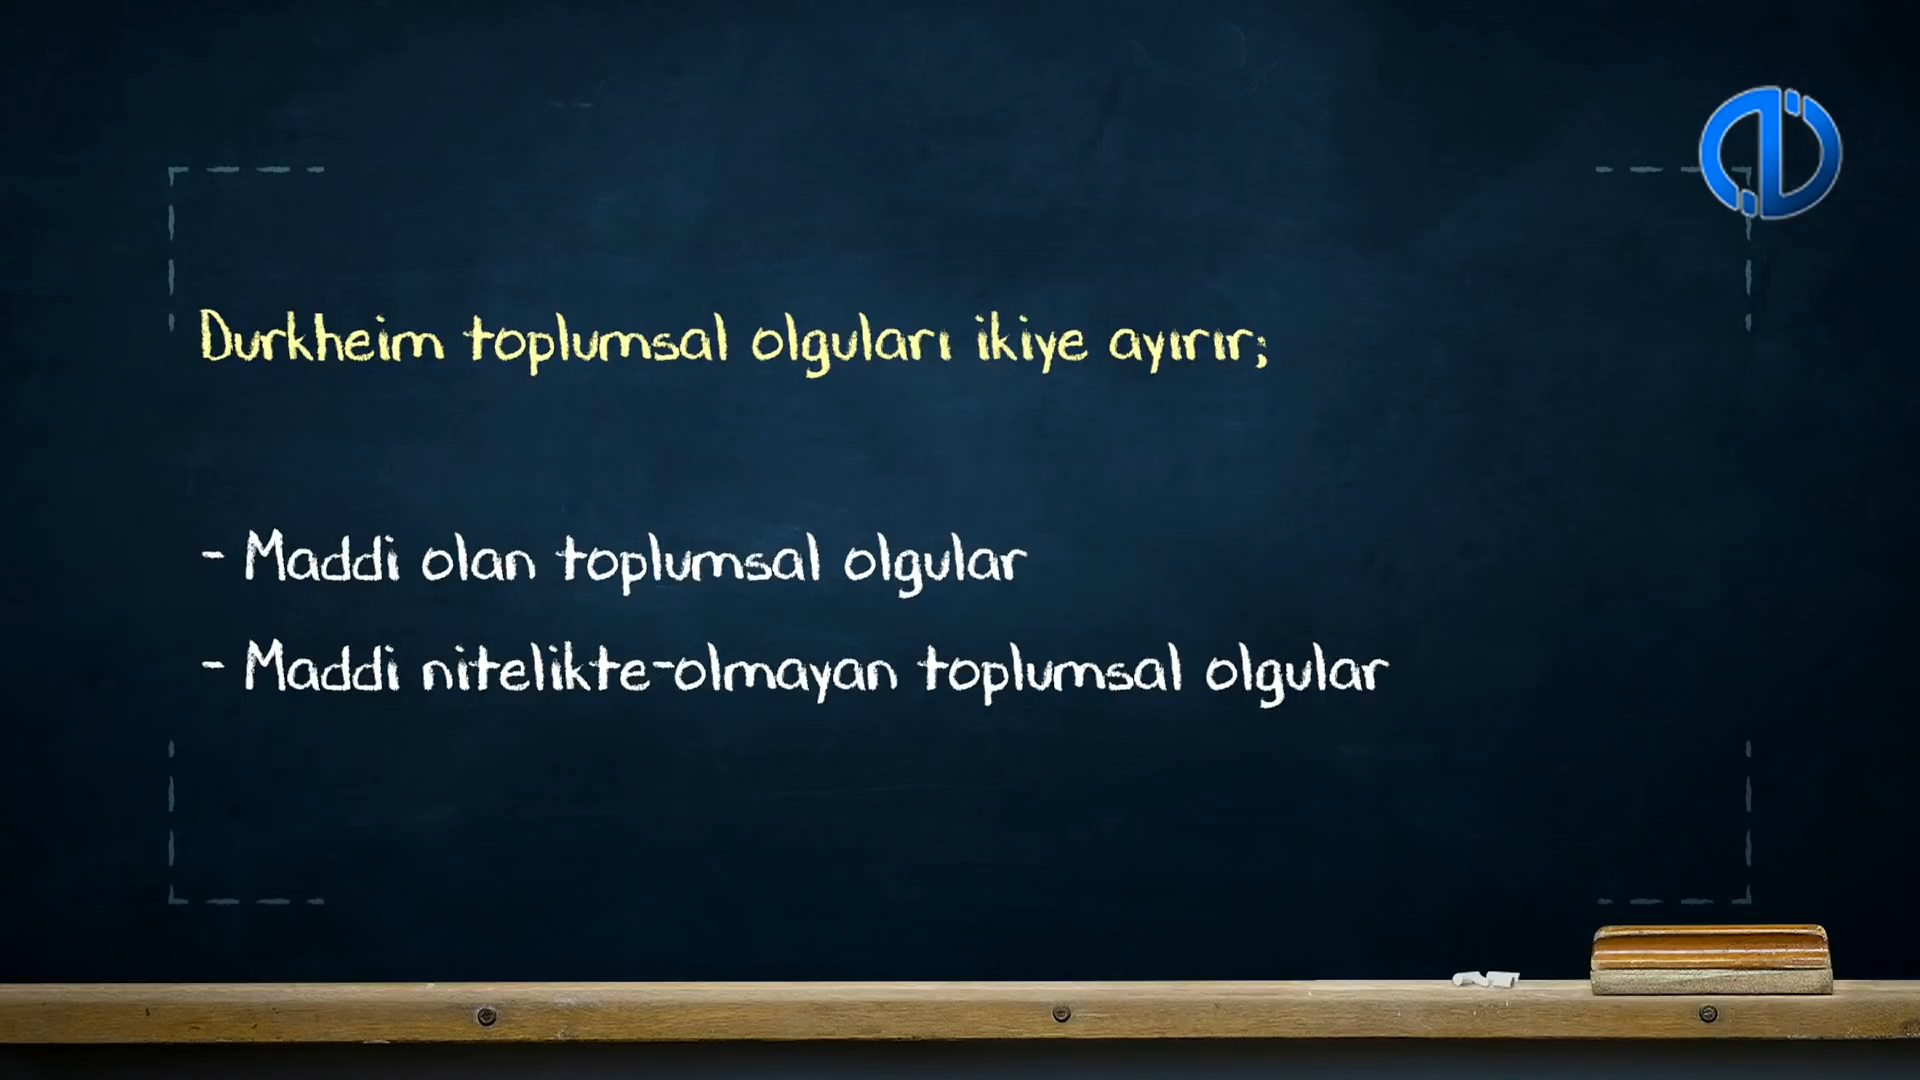 Durkheim toplumsal olguları ikiye ayırır;
- Maddi olan toplumsal olgular
- Maddi nitelikte-olmayan toplumsal olgular